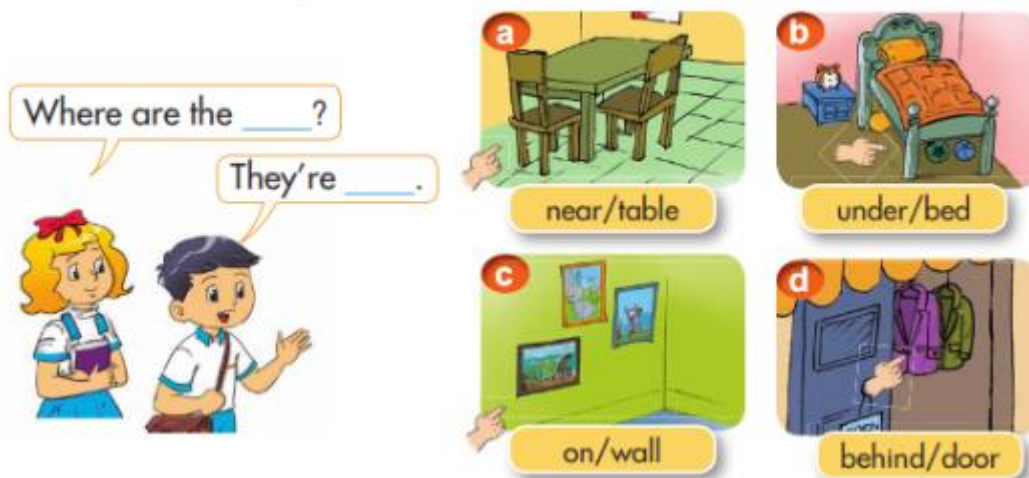 Where are the ____?
They're ____.
a
near/table
b
under/bed
c
on/wall
d
behind/door